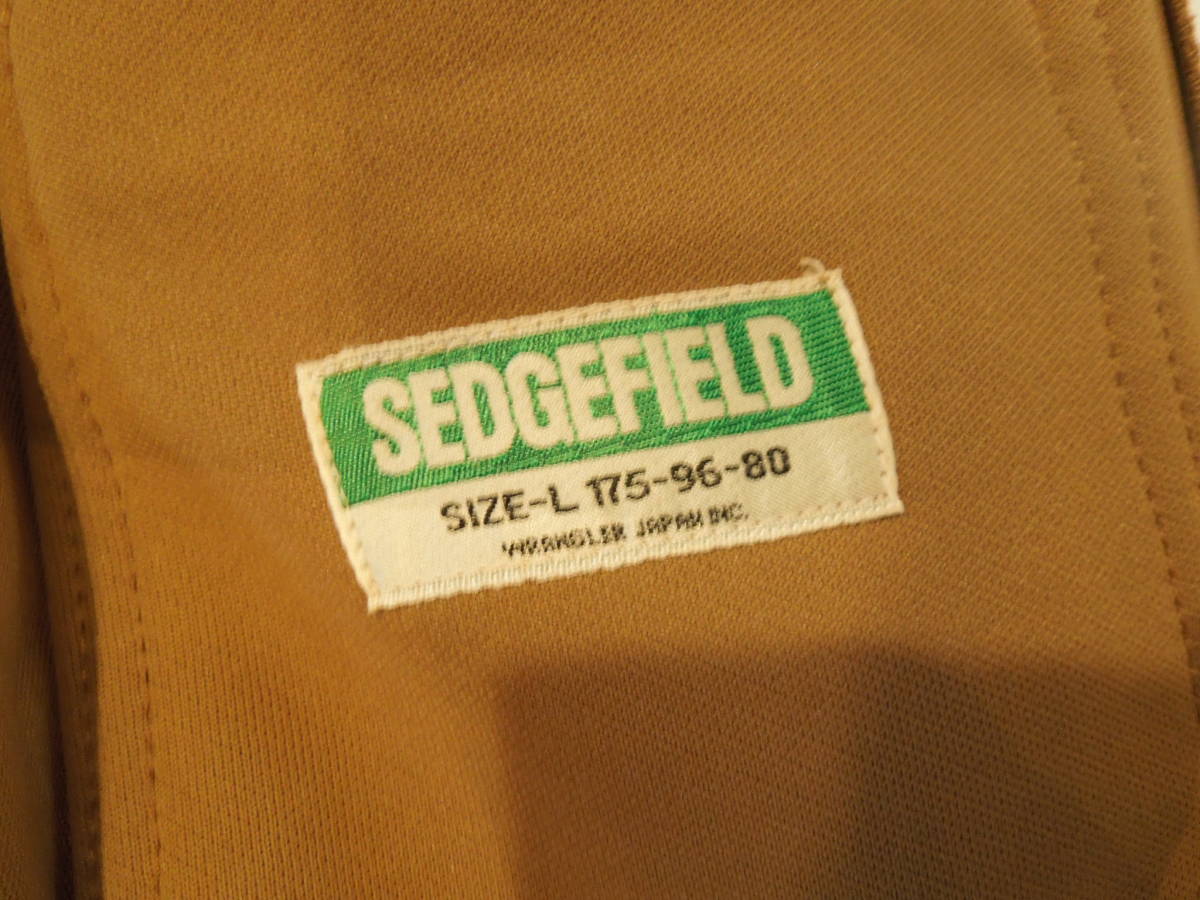 SEDGEFIELD
SIZE-L 175-96-80
WRANGLER JAPAN INC.